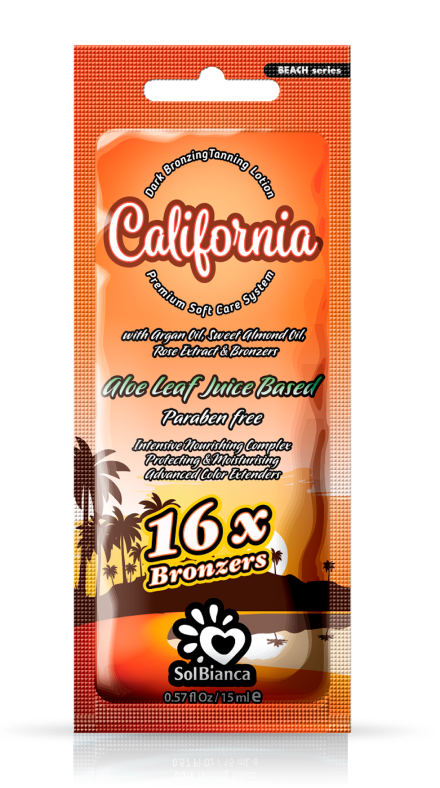 BEACH series
Dark Bronzing Tanning Lotion
California
Premium Soft Care System
with Argan Oil, Sweet Almond Oil,
Rose Extract & Bronzers
Aloe Leaf Juice Based
Paraben free
Intensive Nourishing Complex
Protecting & Moisturising
Advanced Color Extenders
16 x
Bronzers
SolBianca
0.57 fl Oz / 15 ml e